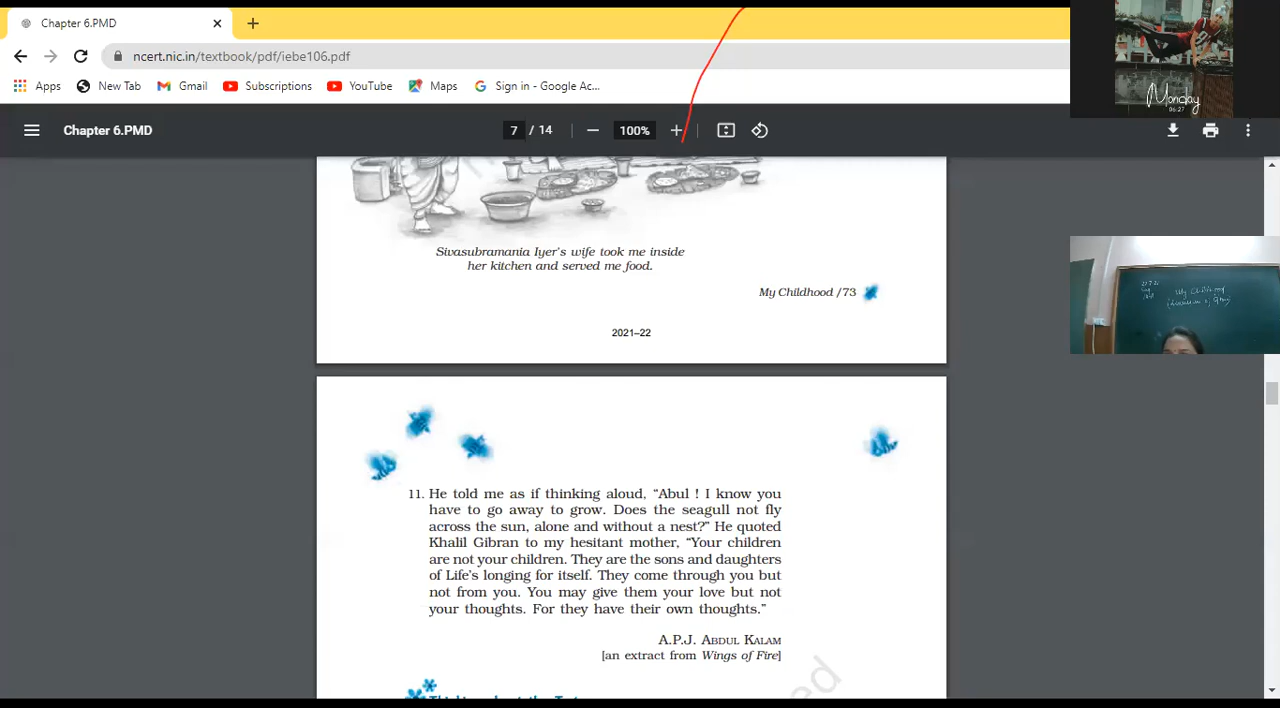 Chapter 6.PMD
ncert.nic.in/textbook/pdf/iebe106.pdf
Apps New Tab Gmail Subscriptions YouTube Maps Sign in - Google Ac...
Chapter 6.PMD 7 / 14 100%
Monday
06:27
Sivasubramania Iyer's wife took me inside
her kitchen and served me food.
My Childhood /73
2021–22
My Childhood
11. He told me as if thinking aloud, “Abul ! I know you
have to go away to grow. Does the seagull not fly
across the sun, alone and without a nest?” He quoted
Khalil Gibran to my hesitant mother, “Your children
are not your children. They are the sons and daughters
of Life's longing for itself. They come through you but
not from you. You may give them your love but not
your thoughts. For they have their own thoughts.”
A.P.J. ABDUL KALAM
[an extract from Wings of Fire]